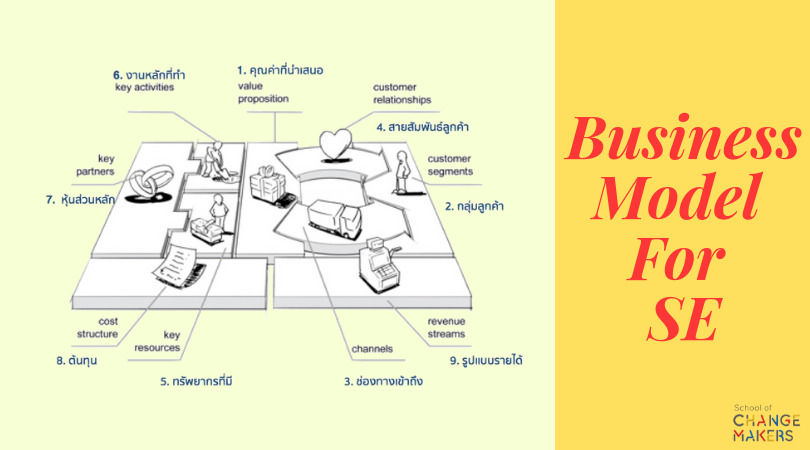 6. งานหลักที่ทำ
key activities
1. คุณค่าที่นำเสนอ
value
proposition
customer
relationships
4. สายสัมพันธ์ลูกค้า
key
partners
7. หุ้นส่วนหลัก
customer
segments
2. กลุ่มลูกค้า
cost
structure
8. ต้นทุน
key
resources
5. ทรัพยากรที่มี
channels
3. ช่องทางเข้าถึง
revenue
streams
9. รูปแบบรายได้
Business
Model
For
SE
School of
CHANGE
MAKERS